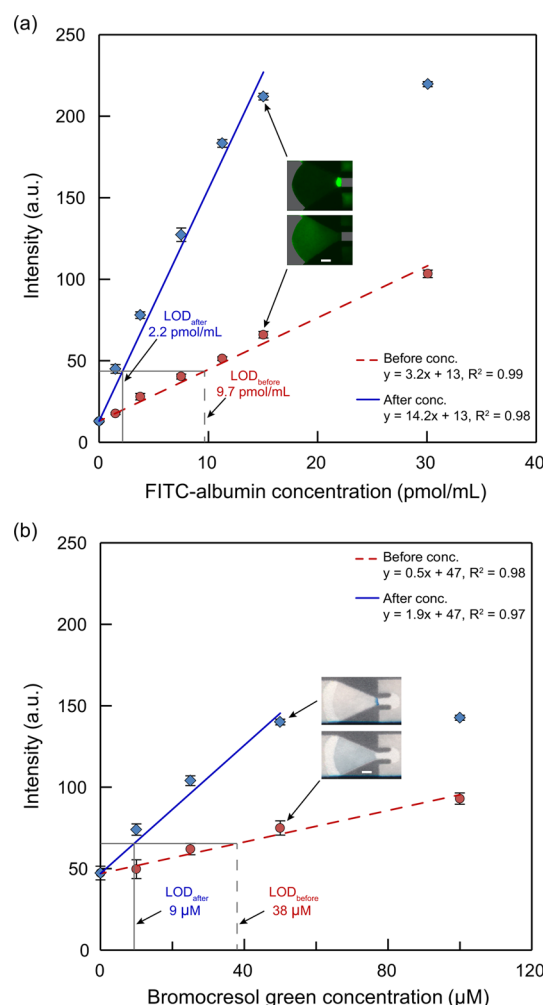 (a)
250
200
150
100
50
0
Intensity (a.u.)
LODafter
2.2 pmol/mL
LODbefore
9.7 pmol/mL
Before conc.
y = 3.2x + 13, R² = 0.99
After conc.
y = 14.2x + 13, R² = 0.98
0 10 20 30 40
FITC-albumin concentration (pmol/mL)
(b)
250
200
150
100
50
0
Intensity (a.u.)
Before conc.
y = 0.5x + 47, R² = 0.98
After conc.
y = 1.9x + 47, R² = 0.97
LODafter
9 µM
LODbefore
38 µM
0 40 80 120
Bromocresol green concentration (µM)